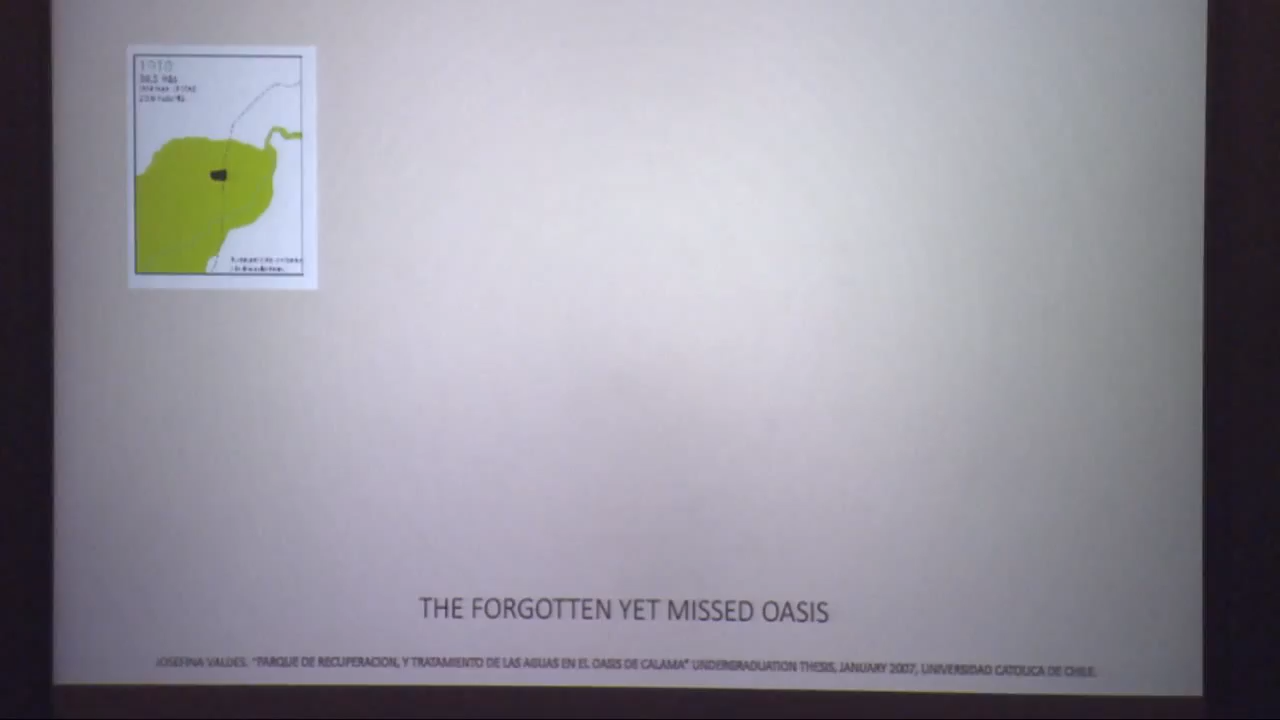 1910
THE FORGOTTEN YET MISSED OASIS
JOSEFINA VALDES. "PARQUE DE RECUPERACION, Y TRATAMIENTO DE LAS AGUAS EN EL OASIS DE CALAMA" UNDERGRADUATION THESIS, JANUARY 2007, UNIVERSIDAD CATOLICA DE CHILE.